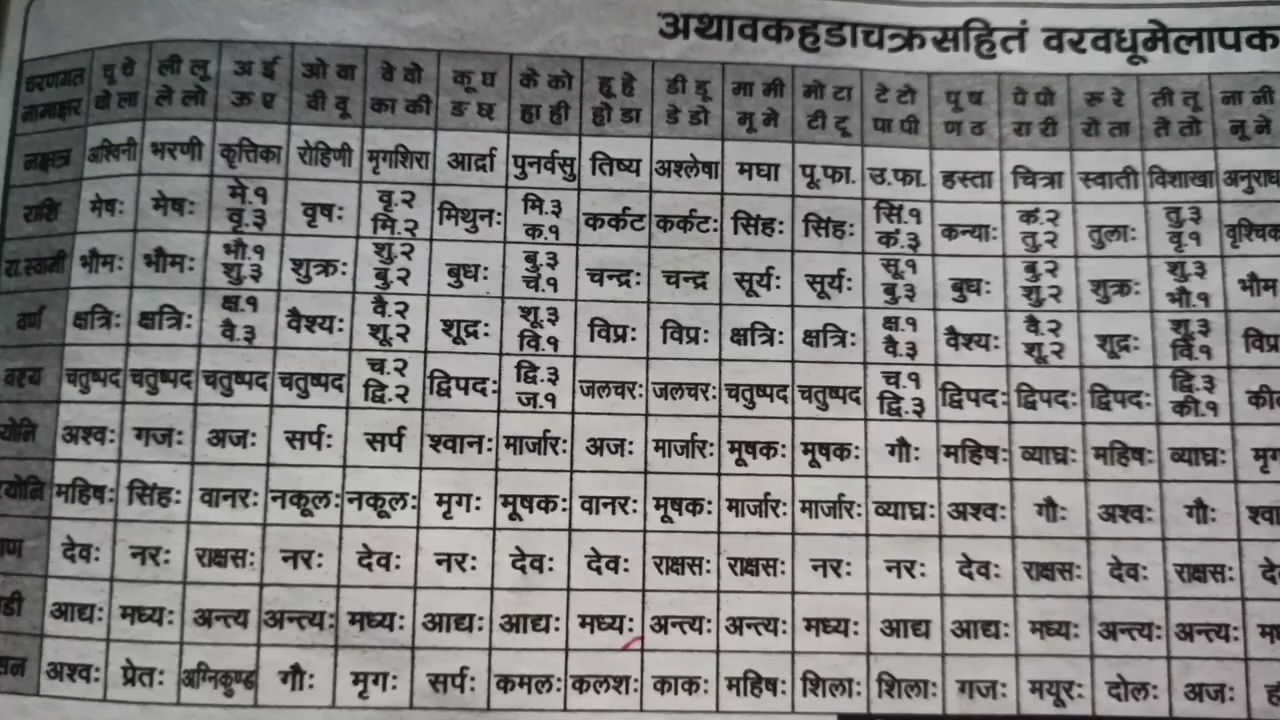 अथावकहडाचक्रसहितं वरवधूमेलापक
चरणगत चू चे ली लू अ ई ओ वा वे वो कू घ के को हू हे डी डू मा मी मो टा टे टो पू ष पे पो रू रे ती तू ना नी
नामाक्षर चो ला ले लो ऊ ए वी वू का की ङ छ हा ही हो डा डे डो मू मे टी टू पा पी ण ठ रा री रो ता ते तो नू ने
नक्षत्र अश्विनी भरणी कृत्तिका रोहिणी मृगशिरा आर्द्रा पुनर्वसु तिष्य अश्लेषा मघा पू.फा. उ.फा. हस्ता चित्रा स्वाती विशाखा अनुराध
राशि मेषः मेषः मे.१ वृ.३ वृषः वृ.२ मि.२ मिथुनः मि.३ क.१ कर्कट कर्कटः सिंहः सिंहः सिं.१ कं.३ कन्याः कं.२ तु.२ तुलाः तु.३ वृ.१ वृश्चिक
रा.स्वामी भौमः भौमः भौ.१ शु.३ शुक्रः शु.२ बु.२ बुधः बु.३ चं.१ चन्द्रः चन्द्र सूर्यः सूर्यः सू.१ बु.३ बुधः बु.२ शु.२ शुक्रः शु.३ भौ.१ भौम
वर्ण क्षत्रिः क्षत्रिः क्ष.१ वै.३ वैश्यः वै.२ शू.२ शूद्रः शू.३ वि.१ विप्रः विप्रः क्षत्रिः क्षत्रिः क्ष.१ वै.३ वैश्यः वै.२ शू.२ शूद्रः शू.३ वि.१ विप्र
वश्य चतुष्पद चतुष्पद चतुष्पद चतुष्पद च.२ द्वि.२ द्विपदः द्वि.३ ज.१ जलचरः जलचरः चतुष्पद चतुष्पद च.१ द्वि.३ द्विपदः द्विपदः द्विपदः द्वि.३ की.१ की
योनि अश्वः गजः अजः सर्पः सर्प श्वानः मार्जारः अजः मार्जारः मूषकः मूषकः गौः महिषः व्याघ्रः महिषः व्याघ्रः मृग
योनि महिषः सिंहः वानरः नकूलः नकूलः मृगः मूषकः वानरः मूषकः मार्जारः मार्जारः व्याघ्रः अश्वः गौः अश्वः गौः श्वा
ण देवः नरः राक्षसः नरः देवः नरः देवः देवः राक्षसः राक्षसः नरः नरः देवः राक्षसः देवः राक्षसः दे
डी आद्यः मध्यः अन्त्य अन्त्यः मध्यः आद्यः आद्यः मध्यः अन्त्यः अन्त्यः मध्यः आद्य आद्यः मध्यः अन्त्यः अन्त्यः म
सन अश्वः प्रेतः अग्निकुण्ड गौः मृगः सर्पः कमलः कलशः काकः महिषः शिलाः शिलाः गजः मयूरः दोलः अजः ह